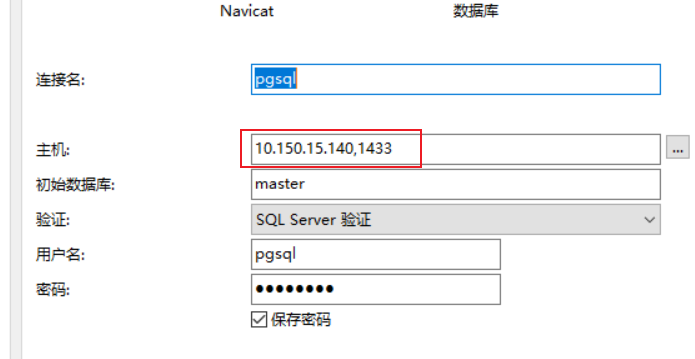 Navicat 数据库
连接名: pgsql
主机: 10.150.15.140,1433 ...
初始数据库: master
验证: SQL Server 验证
用户名: pgsql
密码: ●●●●●●●●
保存密码